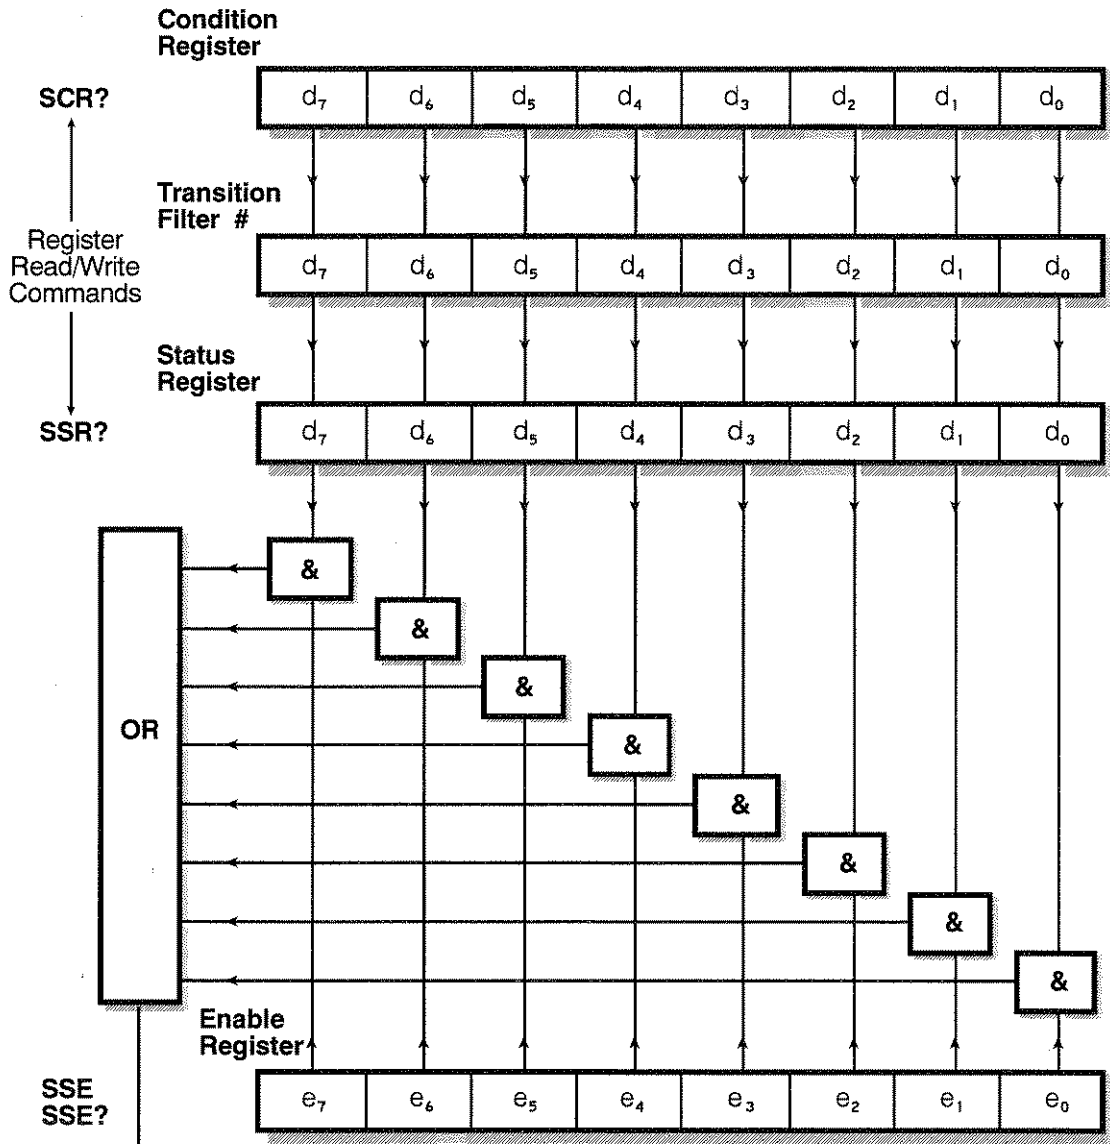 Condition
Register
SCR?
d₇ d₆ d₅ d₄ d₃ d₂ d₁ d₀
Transition
Filter #
Register
Read/Write
Commands
d₇ d₆ d₅ d₄ d₃ d₂ d₁ d₀
Status
Register
SSR?
d₇ d₆ d₅ d₄ d₃ d₂ d₁ d₀
&
&
&
OR
&
&
&
&
&
Enable
Register
SSE
SSE?
e₇ e₆ e₅ e₄ e₃ e₂ e₁ e₀